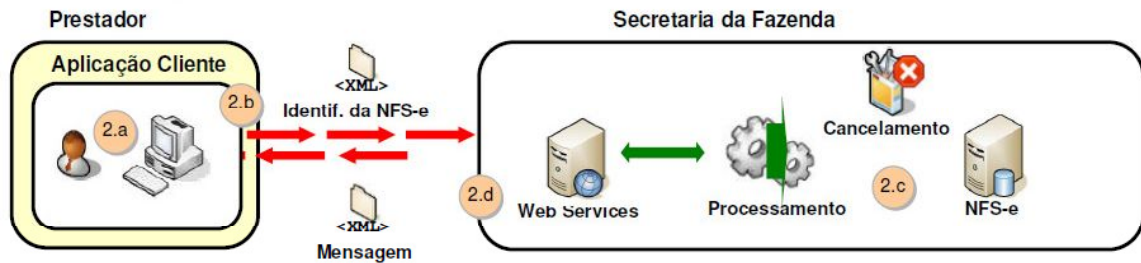 Prestador
Secretaria da Fazenda
Aplicação Cliente
2.a
2.b
<XML>
Identif. da NFS-e
<XML>
Mensagem
2.d
Web Services
Processamento
Cancelamento
2.c
NFS-e